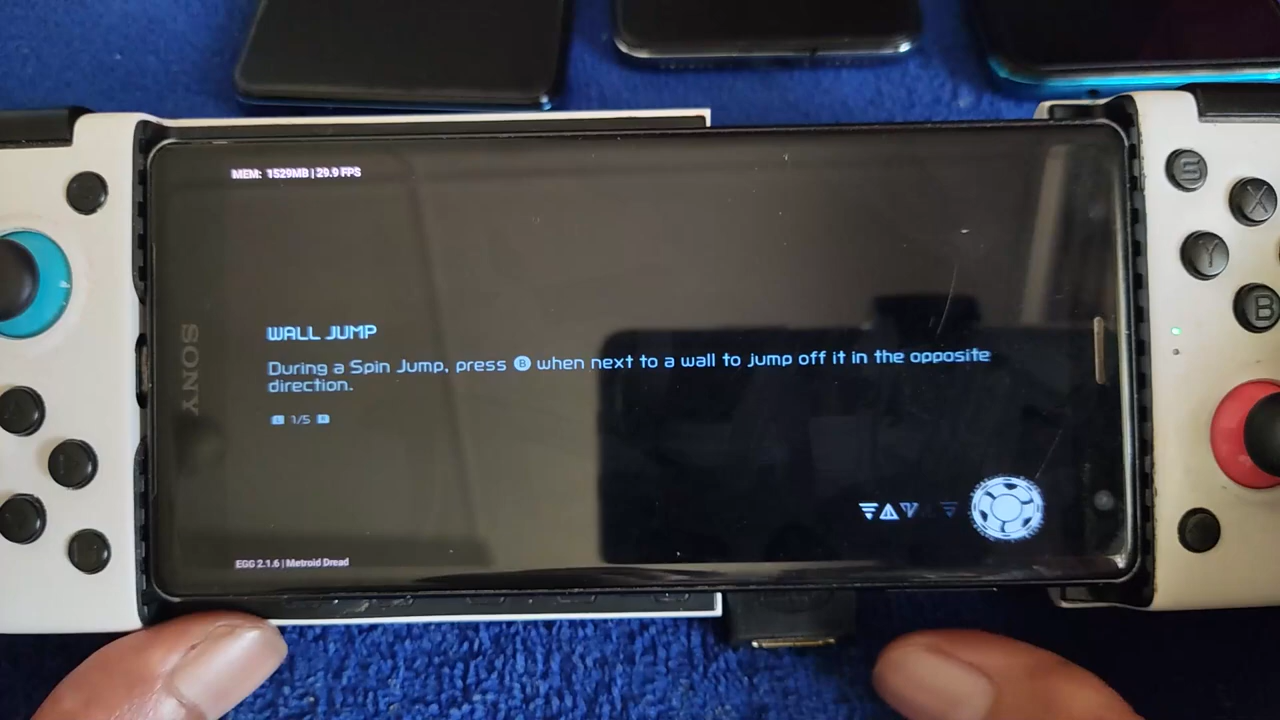 MEM: 1529MB | 29.9 FPS
SONY
WALL JUMP
During a Spin Jump, press B when next to a wall to jump off it in the opposite
direction.
L 1/5 R
EGG 2.1.6 | Metroid Dread
S
X
Y
B